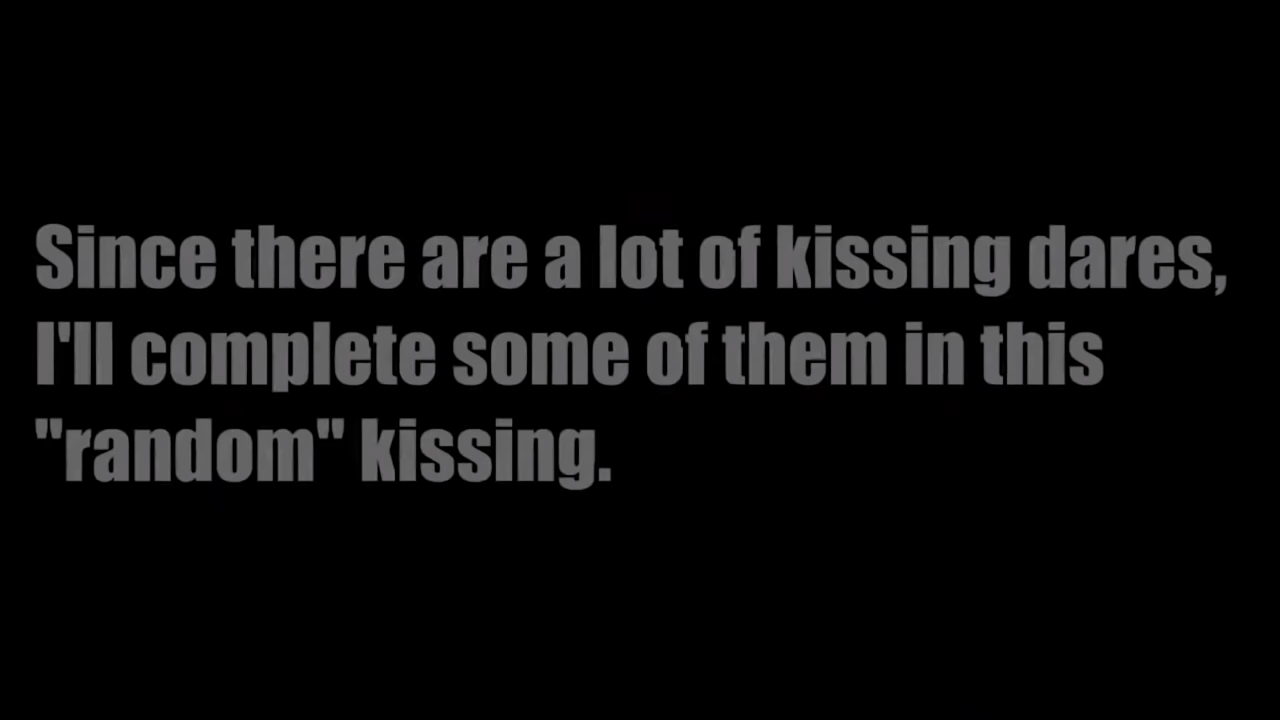 Since there are a lot of kissing dares,
I'll complete some of them in this
"random" kissing.